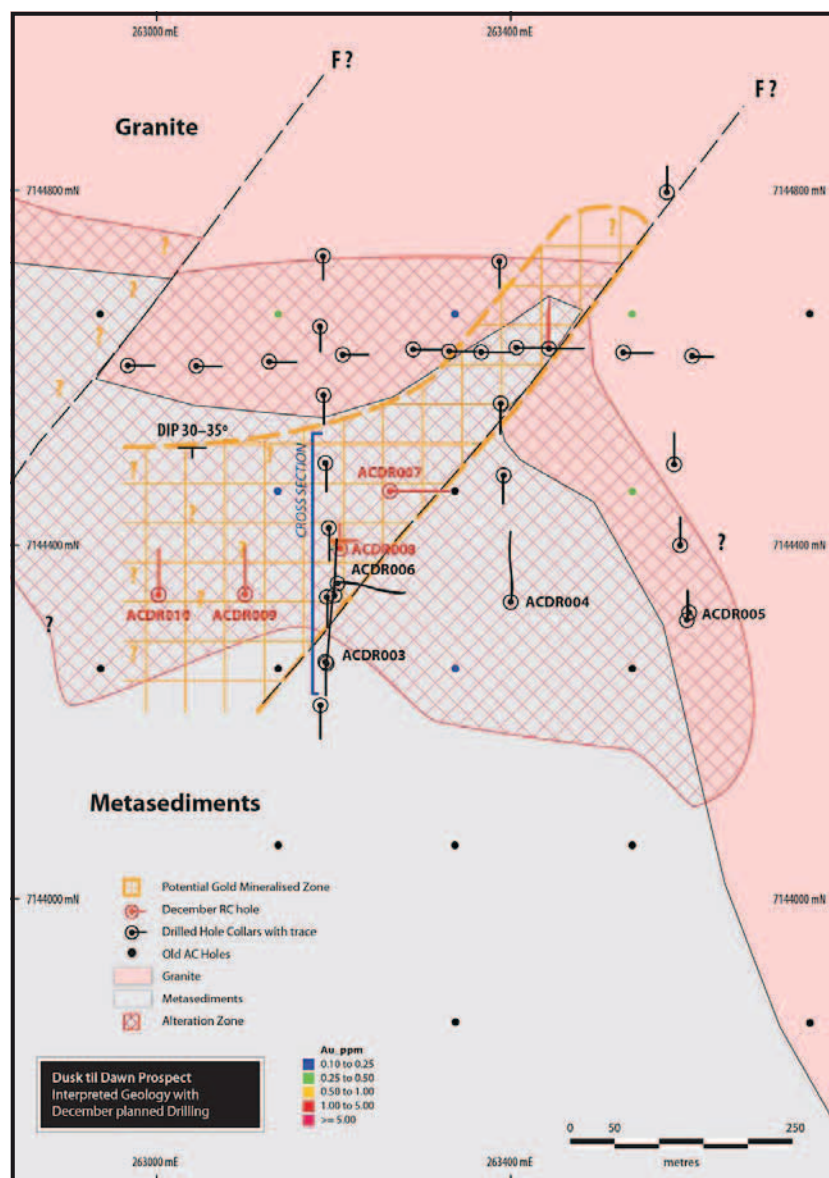 263000 mE
263400 mE
F ?
F ?
Granite
7144800 mN
7144800 mN
?
?
?
?
?
DIP 30–35°
?
?
?
CROSS SECTION
ACDR007
?
7144400 mN
ACDR008
?
?
7144400 mN
ACDR006
ACDR010
ACDR009
?
ACDR004
ACDR005
?
ACDR003
?
Metasediments
Potential Gold Mineralised Zone
7144000 mN
7144000 mN
December RC hole
Drilled Hole Collars with trace
Old AC Holes
Granite
Metasediments
Alteration Zone
Au_ppm
0.10 to 0.25
0.25 to 0.50
0.50 to 1.00
1.00 to 5.00
>= 5.00
Dusk til Dawn Prospect
Interpreted Geology with
December planned Drilling
0 50 250
metres
263000 mE
263400 mE